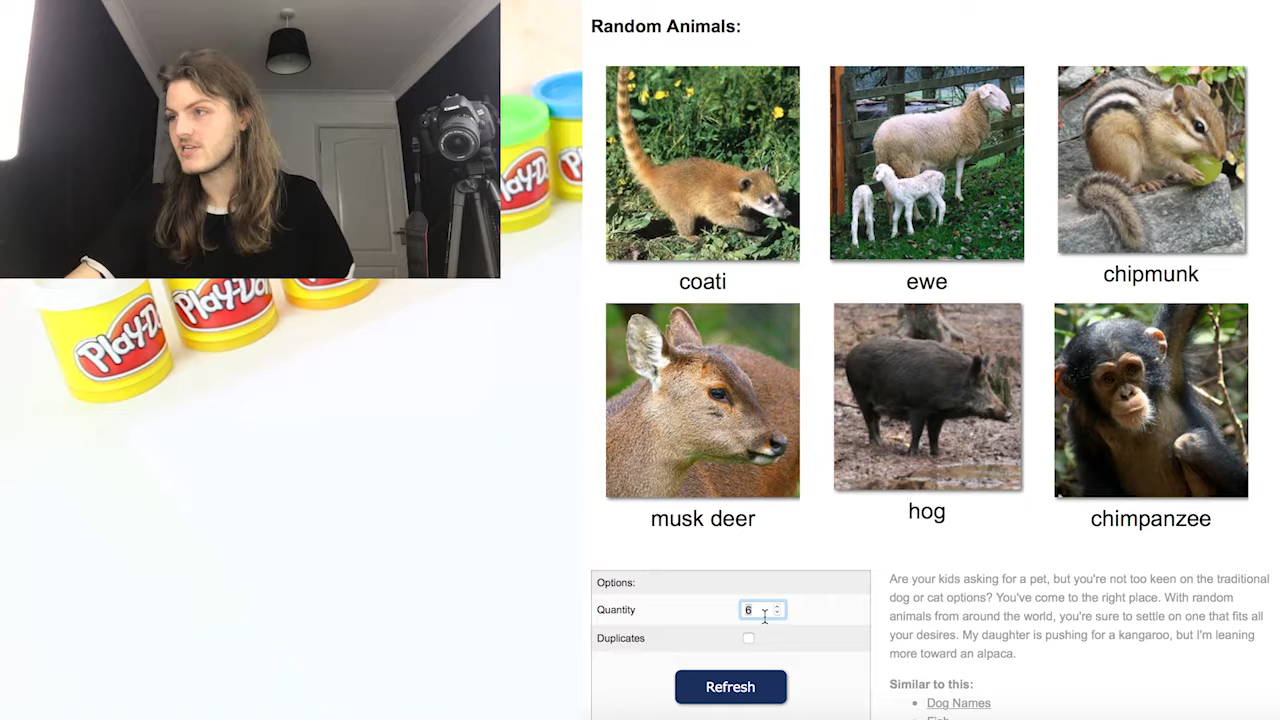 Random Animals:
coati
ewe
chipmunk
musk deer
hog
chimpanzee
Options:
Quantity
6
Duplicates
Refresh
Are your kids asking for a pet, but you're not too keen on the traditional
dog or cat options? You've come to the right place. With random
animals from around the world, you're sure to settle on one that fits all
your desires. My daughter is pushing for a kangaroo, but I'm leaning
more toward an alpaca.
Similar to this:
Dog Names
Canon